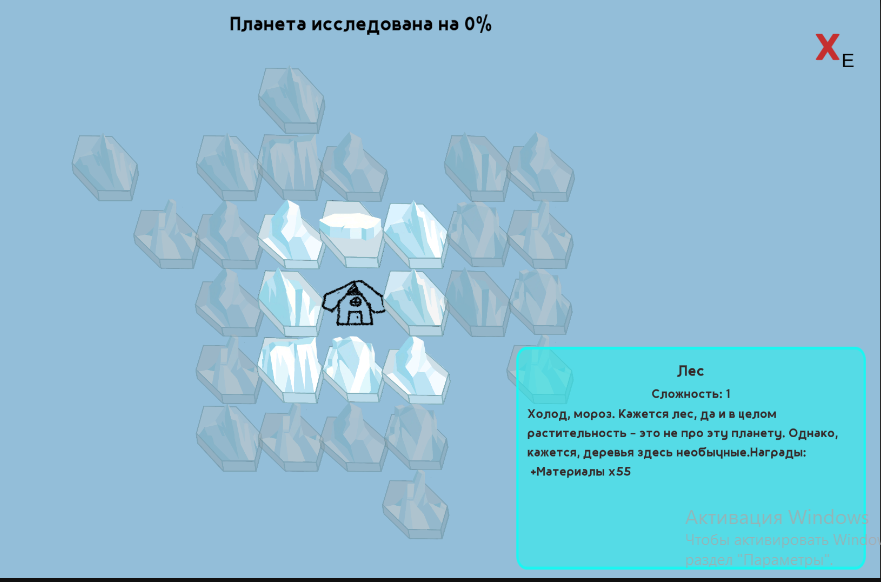 Планета исследована на 0%
X
E
Лес
Сложность: 1
Холод, мороз. Кажется лес, да и в целом
растительность - это не про эту планету. Однако,
кажется, деревья здесь необычные.Награды:
+Материалы x55
Активация Windows
Чтобы активировать Windo
раздел "Параметры".